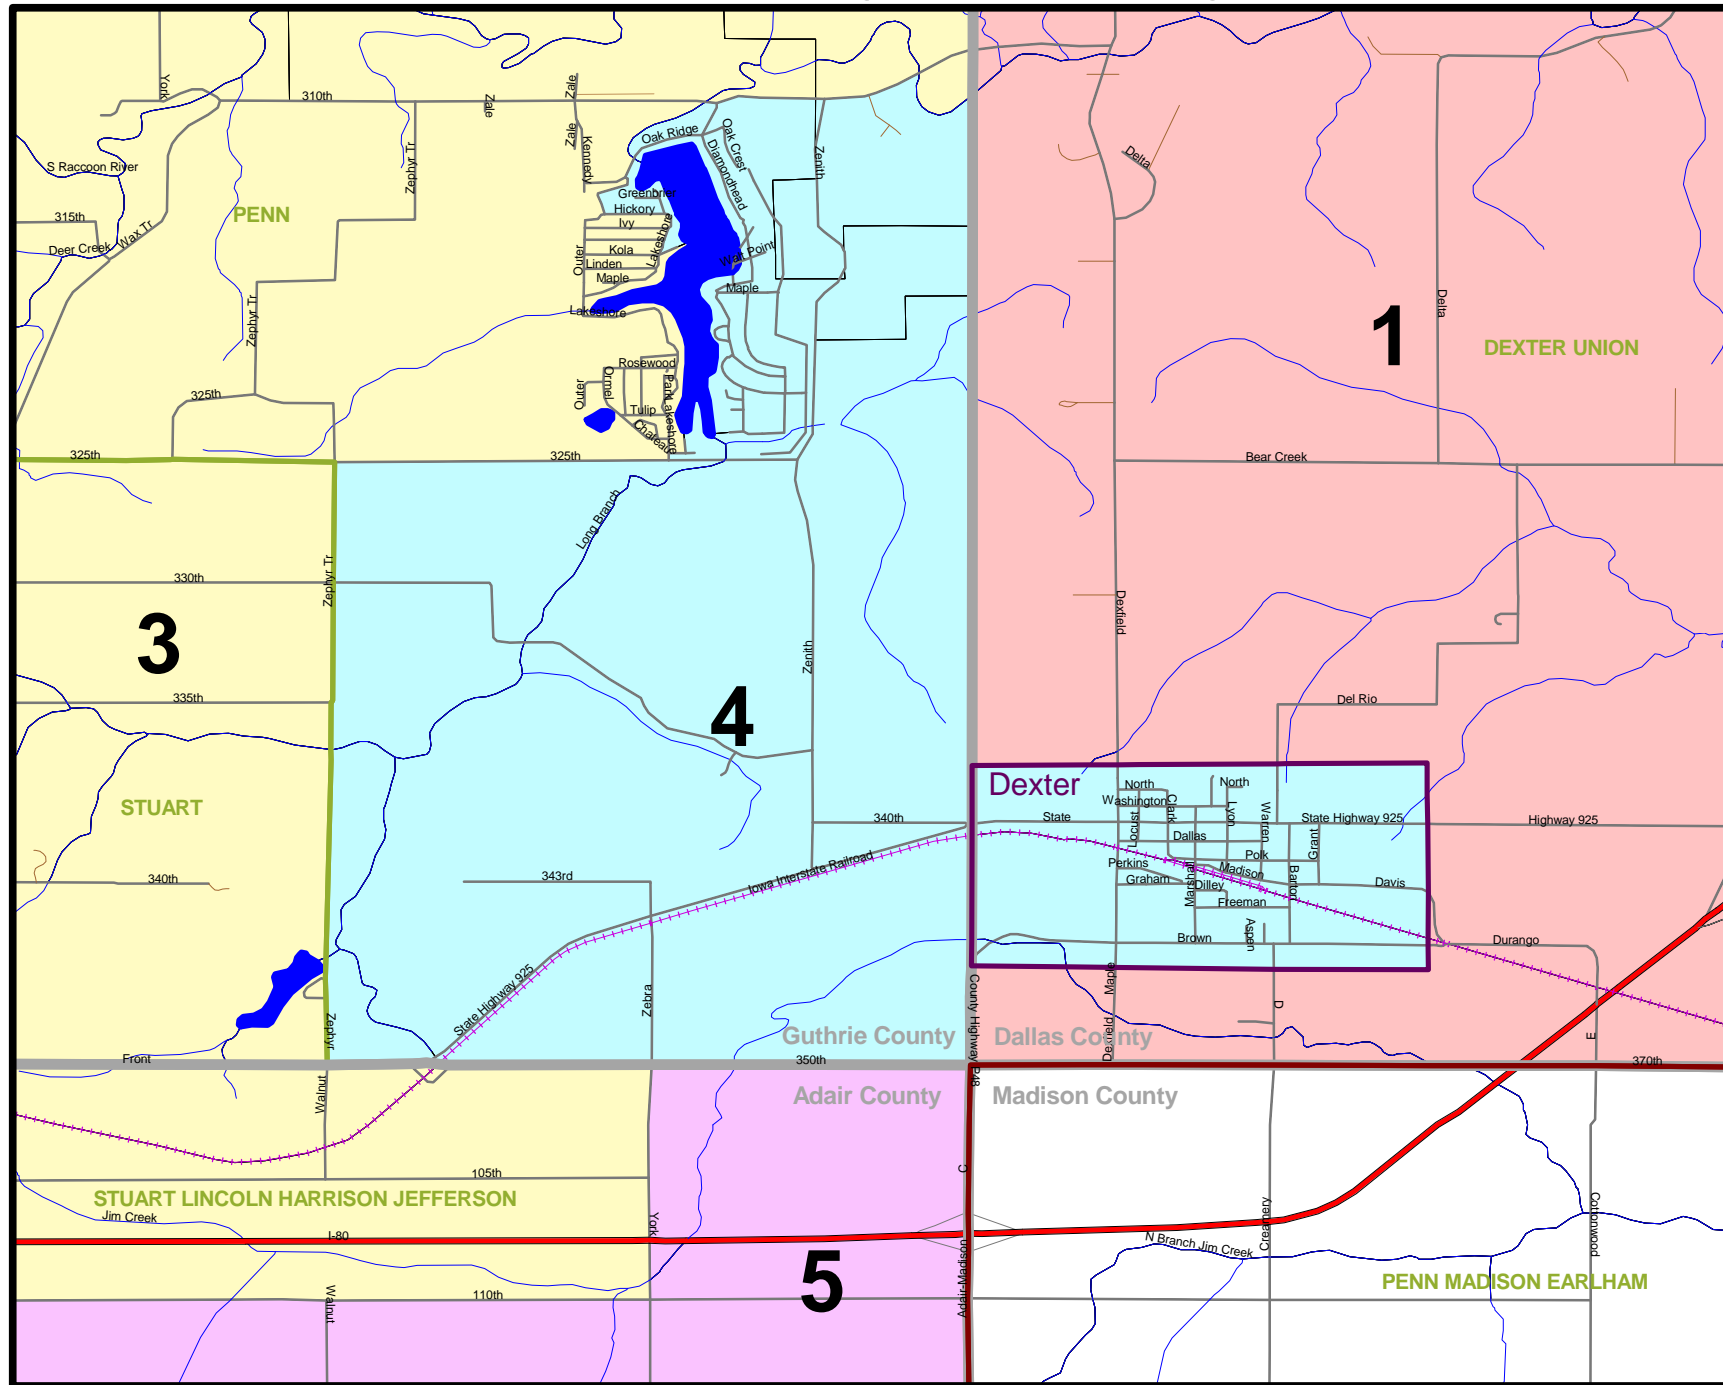 York
310th
Zale
Zale
Zale
Kennedy
Oak Ridge
Oak Crest
Diamondhead
Zenith
Delta
S Raccoon River
Zephyr Tr
Greenbrier
Hickory
Ivy
Lakeshore
315th
PENN
Deer Creek
Wax Tr
Outer
Kola
Linden
Maple
Wolf Point
Maple
Zephyr Tr
Lakeshore
1
Delta
DEXTER UNION
Rosewood
Ormel
Outer
Park
Lakeshore
Tulip
Chateau
325th
325th
325th
Bear Creek
Long Branch
330th
Zephyr Tr
Dexfield
3
Zenith
335th
4
Del Rio
STUART
Dexter
North
North
Washington
Clark
Lyon
Warren
Locust
340th
State
State Highway 925
Highway 925
Dallas
Grant
Polk
Perkins
Madison
Iowa Interstate Railroad
340th
343rd
Graham
Marshall
Dilley
Barton
Davis
Freeman
Aspen
Brown
Durango
State Highway 925
Zebra
Maple
D
E
Zephyr
Guthrie County
County Highway P48
Dallas County
Dexfield
Front
350th
370th
Walnut
Adair County
Madison County
105th
C
STUART LINCOLN HARRISON JEFFERSON
Jim Creek
York
Creamery
Cottonwood
I-80
N Branch Jim Creek
5
Adair-Madison
PENN MADISON EARLHAM
Walnut
110th